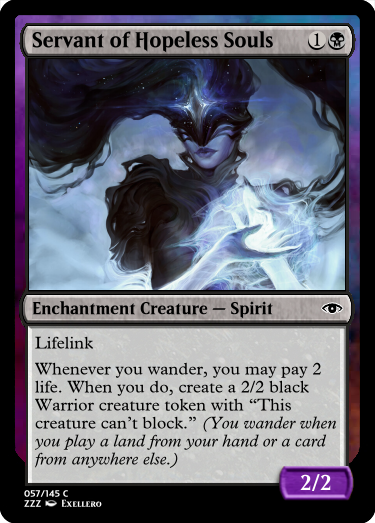 Servant of Hopeless Souls 1
Enchantment Creature — Spirit
Lifelink
Whenever you wander, you may pay 2
life. When you do, create a 2/2 black
Warrior creature token with “This
creature can’t block.” (You wander when
you play a land from your hand or a card
from anywhere else.)
2/2
057/145 C
ZZZ Exellero